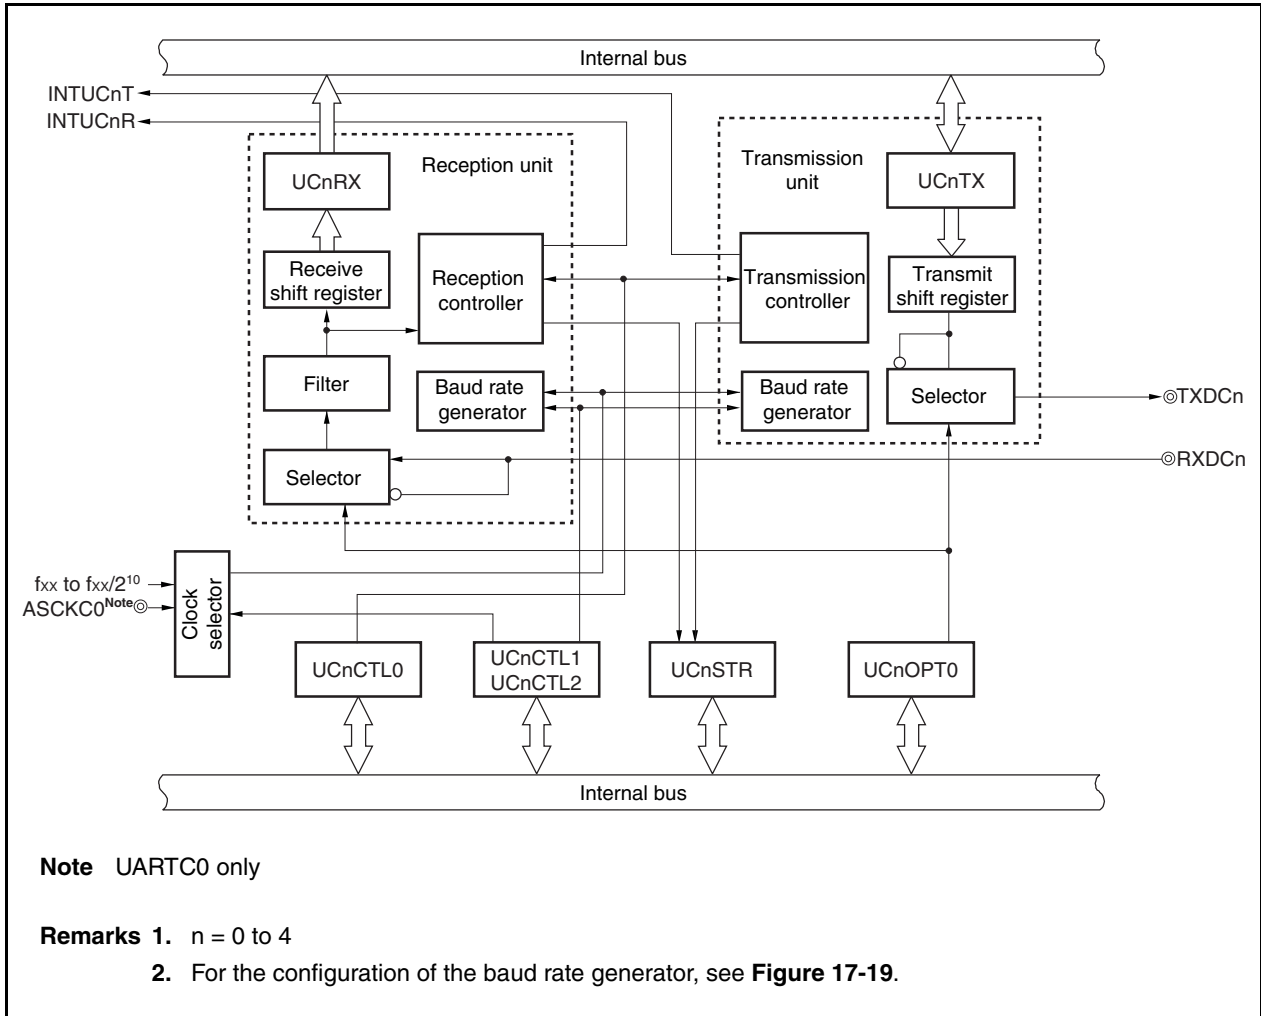 Internal bus
INTUCnT
INTUCnR
Reception unit
UCnRX
Receive
shift register
Reception
controller
Filter
Baud rate
generator
Selector
Transmission
unit
UCnTX
Transmission
controller
Transmit
shift register
Baud rate
generator
Selector
TXDCn
RXDCn
fxx to fxx/2¹⁰
ASCKC0Note
Clock
selector
UCnCTL0
UCnCTL1
UCnCTL2
UCnSTR
UCnOPT0
Internal bus
Note UARTC0 only
Remarks 1. n = 0 to 4
2. For the configuration of the baud rate generator, see Figure 17-19.